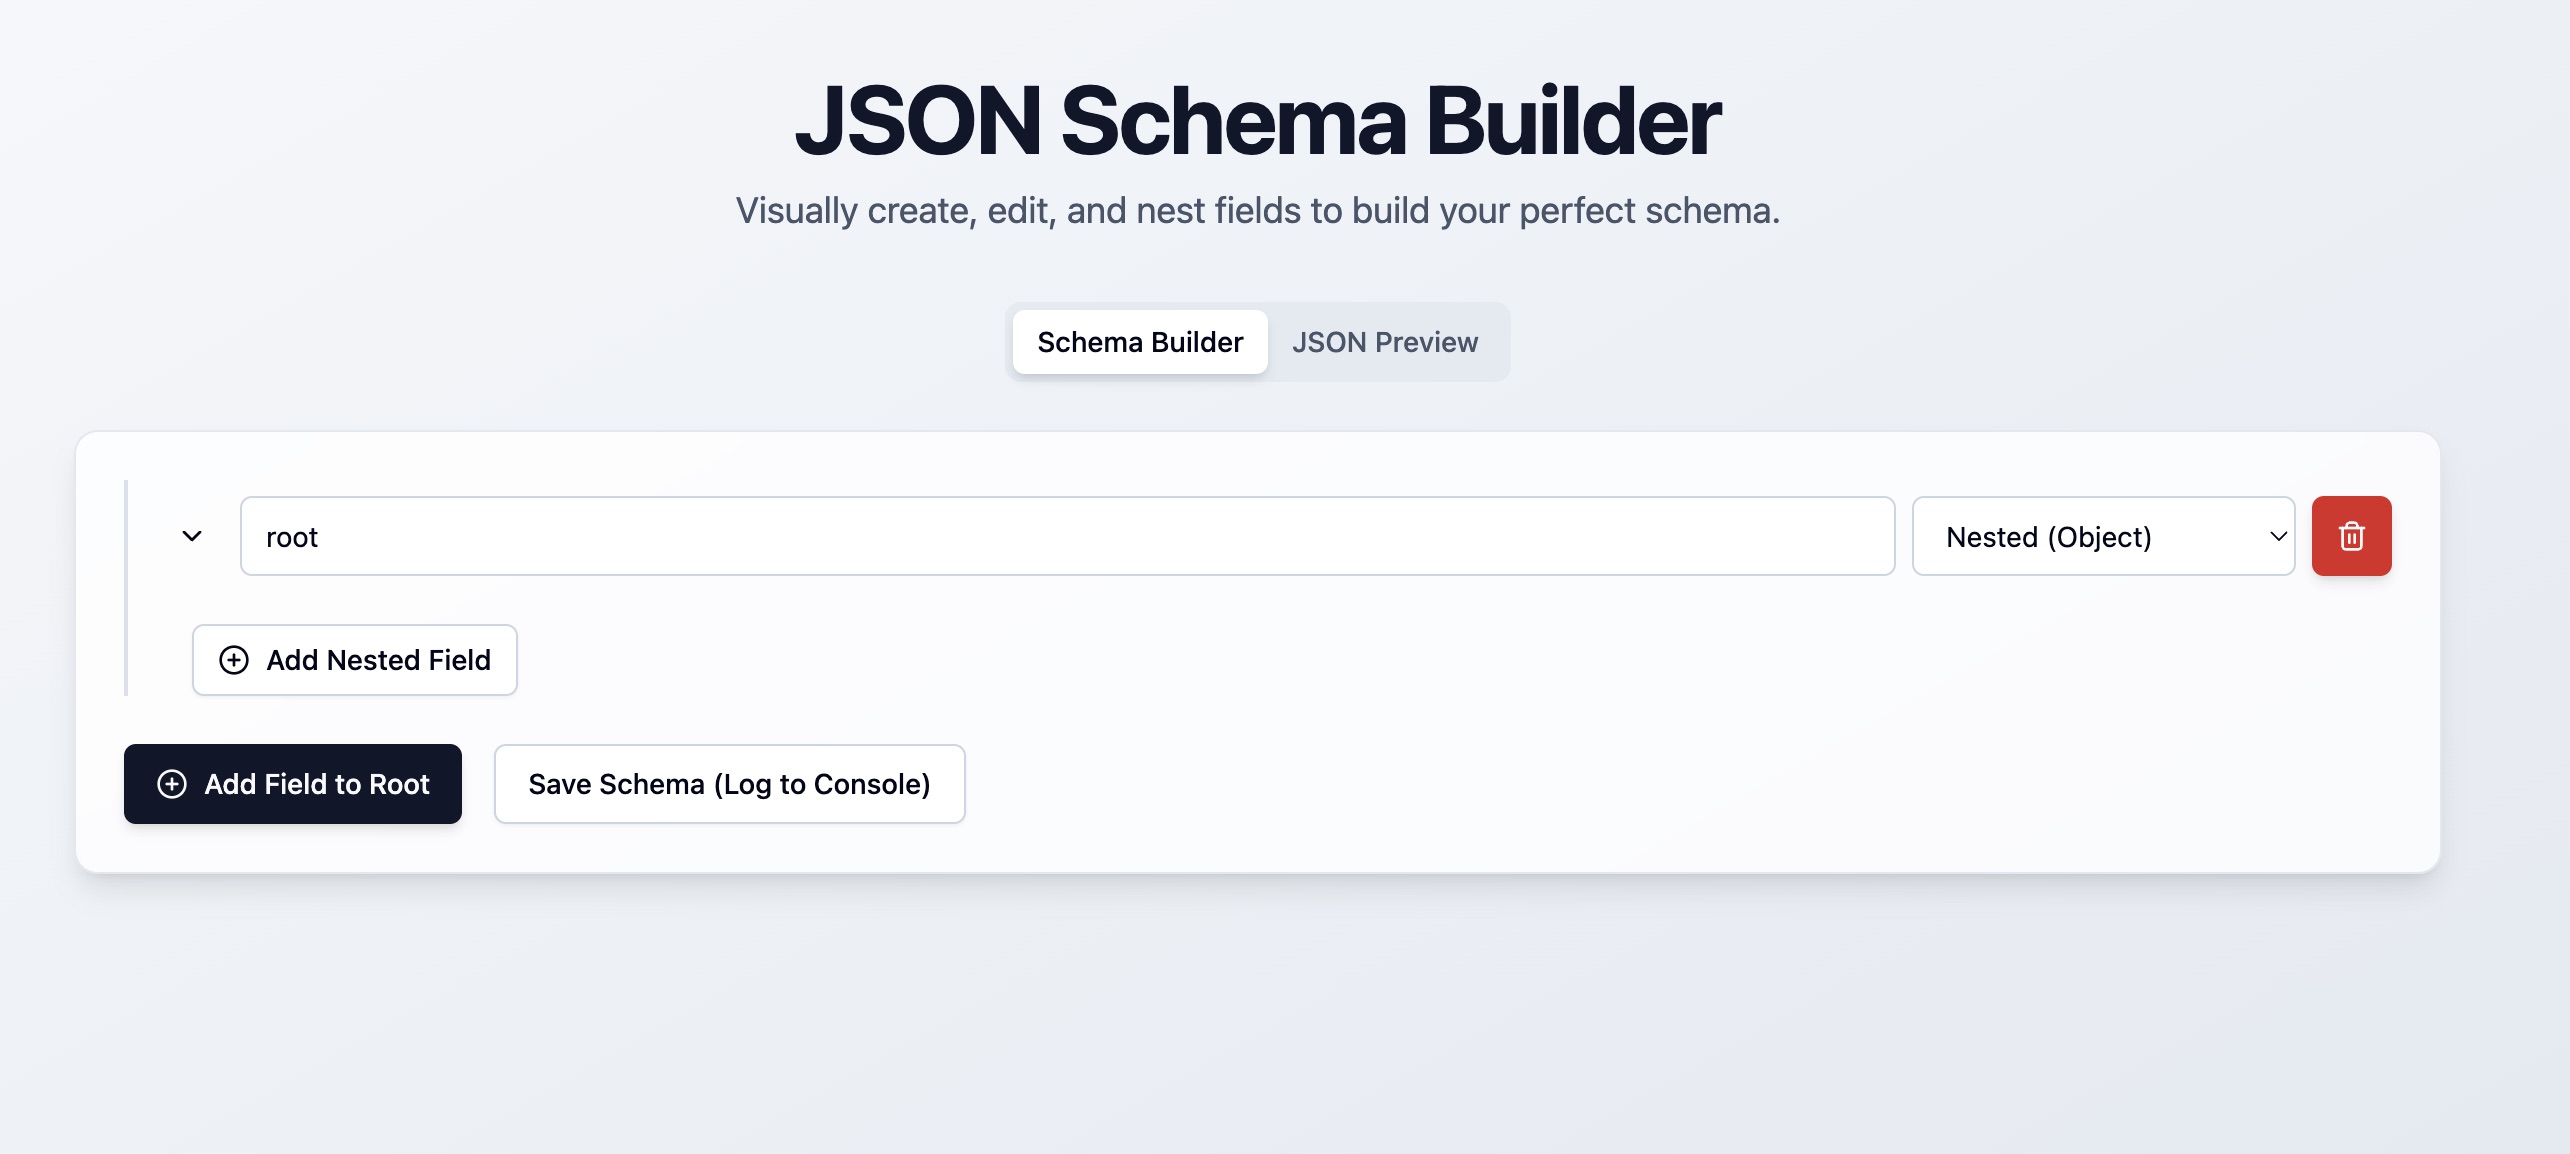 JSON Schema Builder
Visually create, edit, and nest fields to build your perfect schema.
Schema Builder JSON Preview
root Nested (Object)
Add Nested Field
Add Field to Root Save Schema (Log to Console)